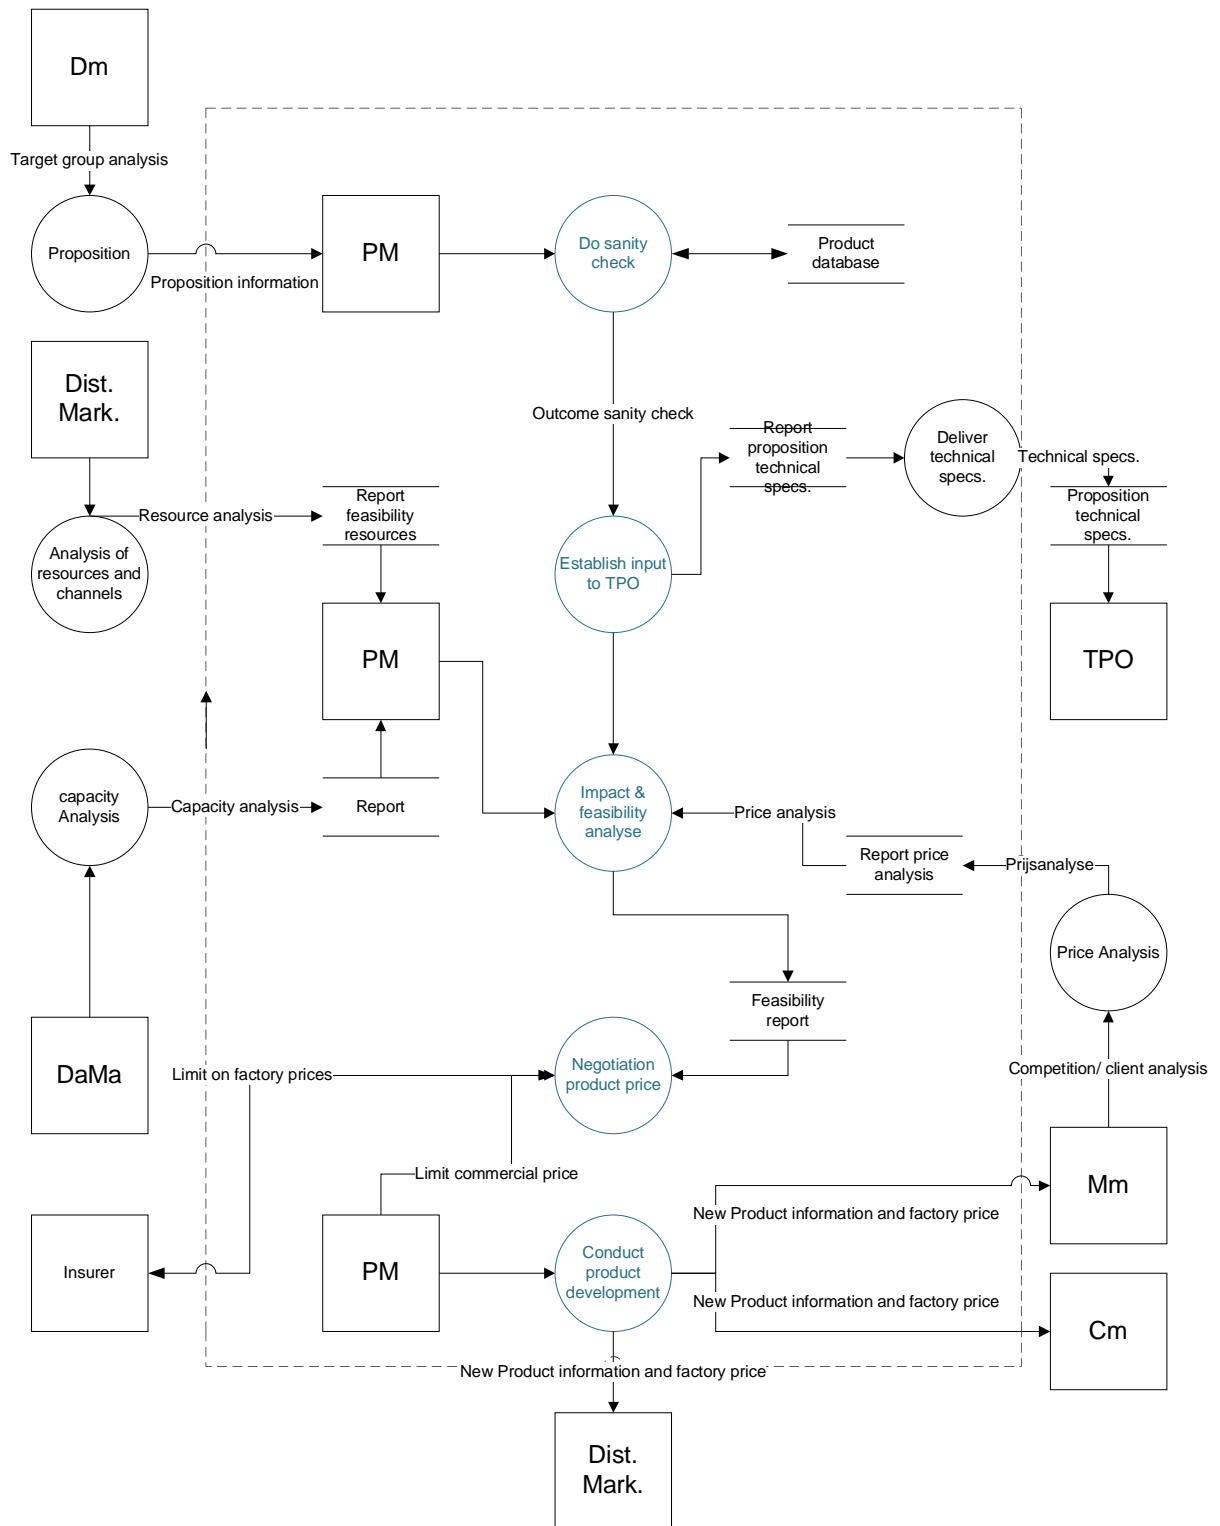 Dm
Target group analysis
Proposition
Proposition information
PM
Do sanity
check
Product
database
Dist.
Mark.
Outcome sanity check
Report
proposition
technical
specs.
Deliver
technical
specs.
Technical specs.
Resource analysis
Report
feasibility
resources
Proposition
technical
specs.
Analysis of
resources and
channels
Establish input
to TPO
PM
TPO
capacity
Analysis
Capacity analysis
Report
Impact &
feasibility
analyse
Price analysis
Report price
analysis
Prijsanalyse
Price Analysis
Feasibility
report
DaMa
Limit on factory prices
Negotiation
product price
Competition/ client analysis
Limit commercial price
Mm
New Product information and factory price
Insurer
PM
Conduct
product
development
New Product information and factory price
Cm
New Product information and factory price
Dist.
Mark.